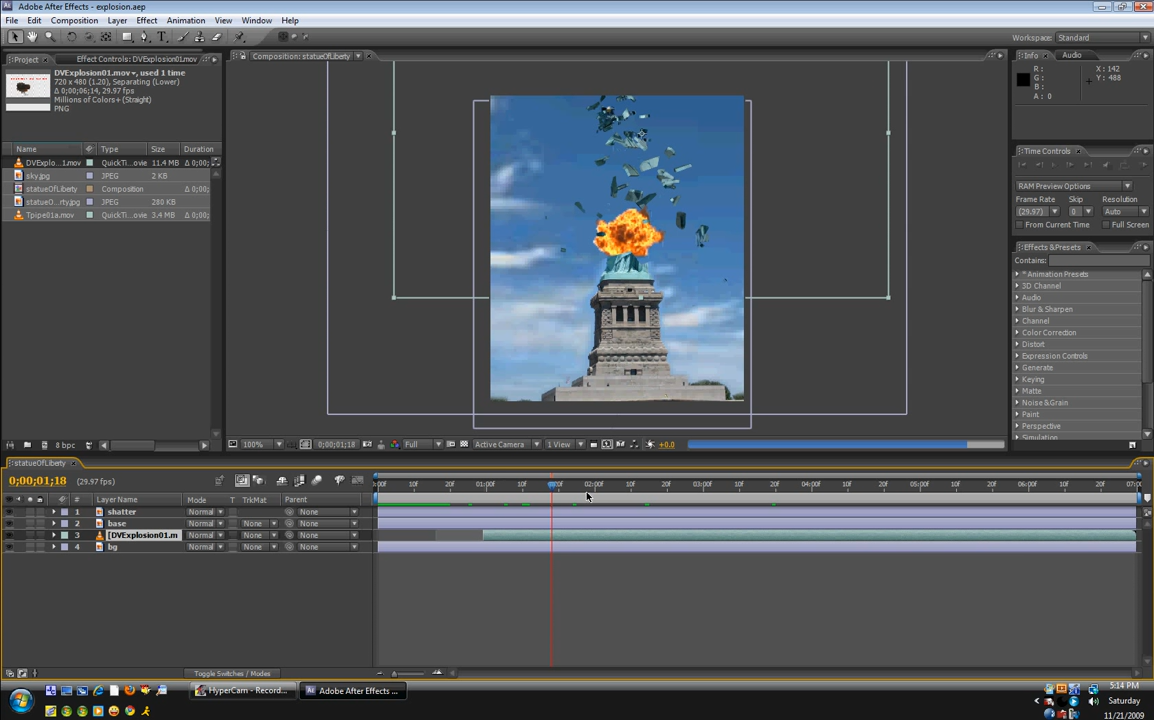 Adobe After Effects - explosion.aep
File Edit Composition Layer Effect Animation View Window Help
Workspace: Standard
Project Effect Controls: DVExplosion01.mov
DVExplosion01.mov, used 1 time
720 x 480 (1.20), Separating (Lower)
Δ 0;00;06;14, 29.97 fps
Millions of Colors+ (Straight)
PNG
Name Type Size Duration
DVExplo...1.mov QuickTi...ovie 11.4 MB Δ 0;00;
sky.jpg JPEG 2 KB
statueOfLiberty Composition Δ 0;00;
statueO...rty.jpg JPEG 280 KB
Tpipe01a.mov QuickTi...ovie 3.4 MB Δ 0;00;
8 bpc
Composition: statueOfLiberty
100% 0;00;01;18 Full Active Camera 1 View +0.0
Info Audio
R :
G :
B :
A : 0
X : 142
Y : 488
Time Controls
RAM Preview Options
Frame Rate Skip Resolution
(29.97) 0 Auto
From Current Time Full Screen
Effects & Presets
Contains:
* Animation Presets
3D Channel
Audio
Blur & Sharpen
Channel
Color Correction
Distort
Expression Controls
Generate
Keying
Matte
Noise & Grain
Paint
Perspective
Simulation
statueOfLiberty
0;00;01;18 (29.97 fps)
# Layer Name Mode T TrkMat Parent
1 shatter Normal None
2 base Normal None None
3 [DVExplosion01.m Normal None None
4 bg Normal None None
:00f 10f 20f 01:00f 10f 20f 02:00f 10f 20f 03:00f 10f 20f 04:00f 10f 20f 05:00f 10f 20f 06:00f 10f 20f 07:0
Toggle Switches / Modes
HyperCam - Record... Adobe After Effects ...
5:14 PM
Saturday
11/21/2009